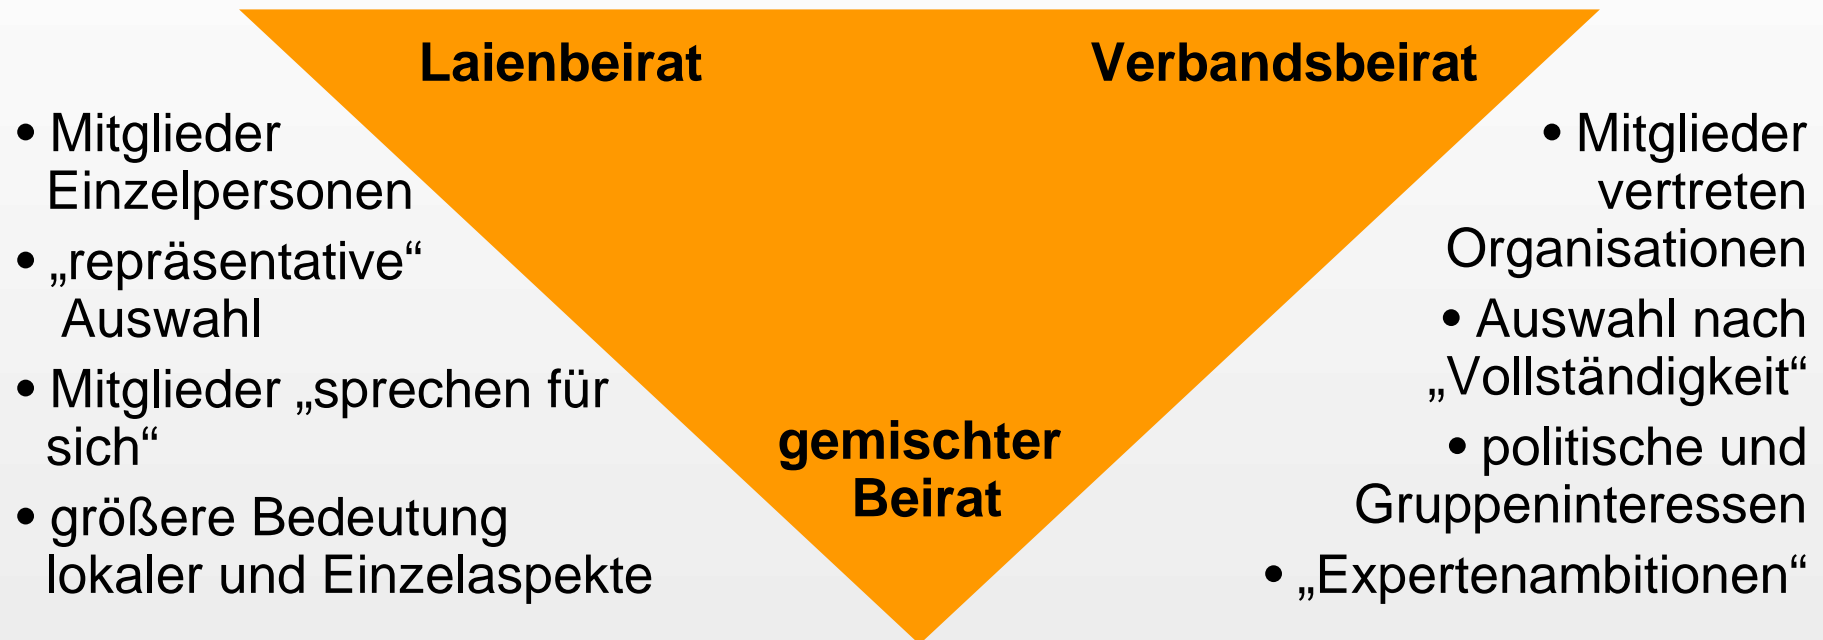 Laienbeirat
• Mitglieder
Einzelpersonen
• „repräsentative“
Auswahl
• Mitglieder „sprechen für
sich“
• größere Bedeutung
lokaler und Einzelaspekte
gemischter
Beirat
Verbandsbeirat
• Mitglieder
vertreten
Organisationen
• Auswahl nach
„Vollständigkeit“
• politische und
Gruppeninteressen
• „Expertenambitionen“